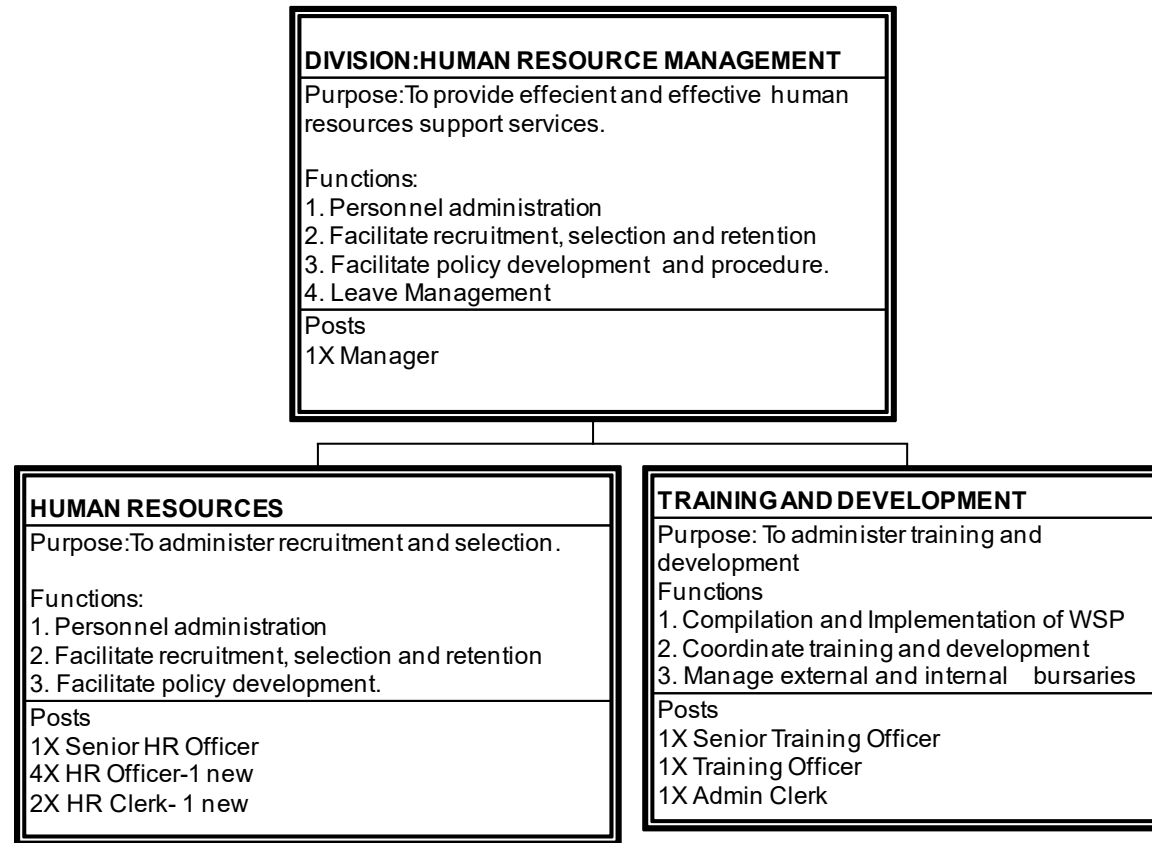 DIVISION:HUMAN RESOURCE MANAGEMENT
Purpose:To provide effecient and effective human
resources support services.
Functions:
1. Personnel administration
2. Facilitate recruitment, selection and retention
3. Facilitate policy development and procedure.
4. Leave Management
Posts
1X Manager
HUMAN RESOURCES
Purpose:To administer recruitment and selection.
Functions:
1. Personnel administration
2. Facilitate recruitment, selection and retention
3. Facilitate policy development.
Posts
1X Senior HR Officer
4X HR Officer-1 new
2X HR Clerk- 1 new
TRAINING AND DEVELOPMENT
Purpose: To administer training and
development
Functions
1. Compilation and Implementation of WSP
2. Coordinate training and development
3. Manage external and internal bursaries
Posts
1X Senior Training Officer
1X Training Officer
1X Admin Clerk